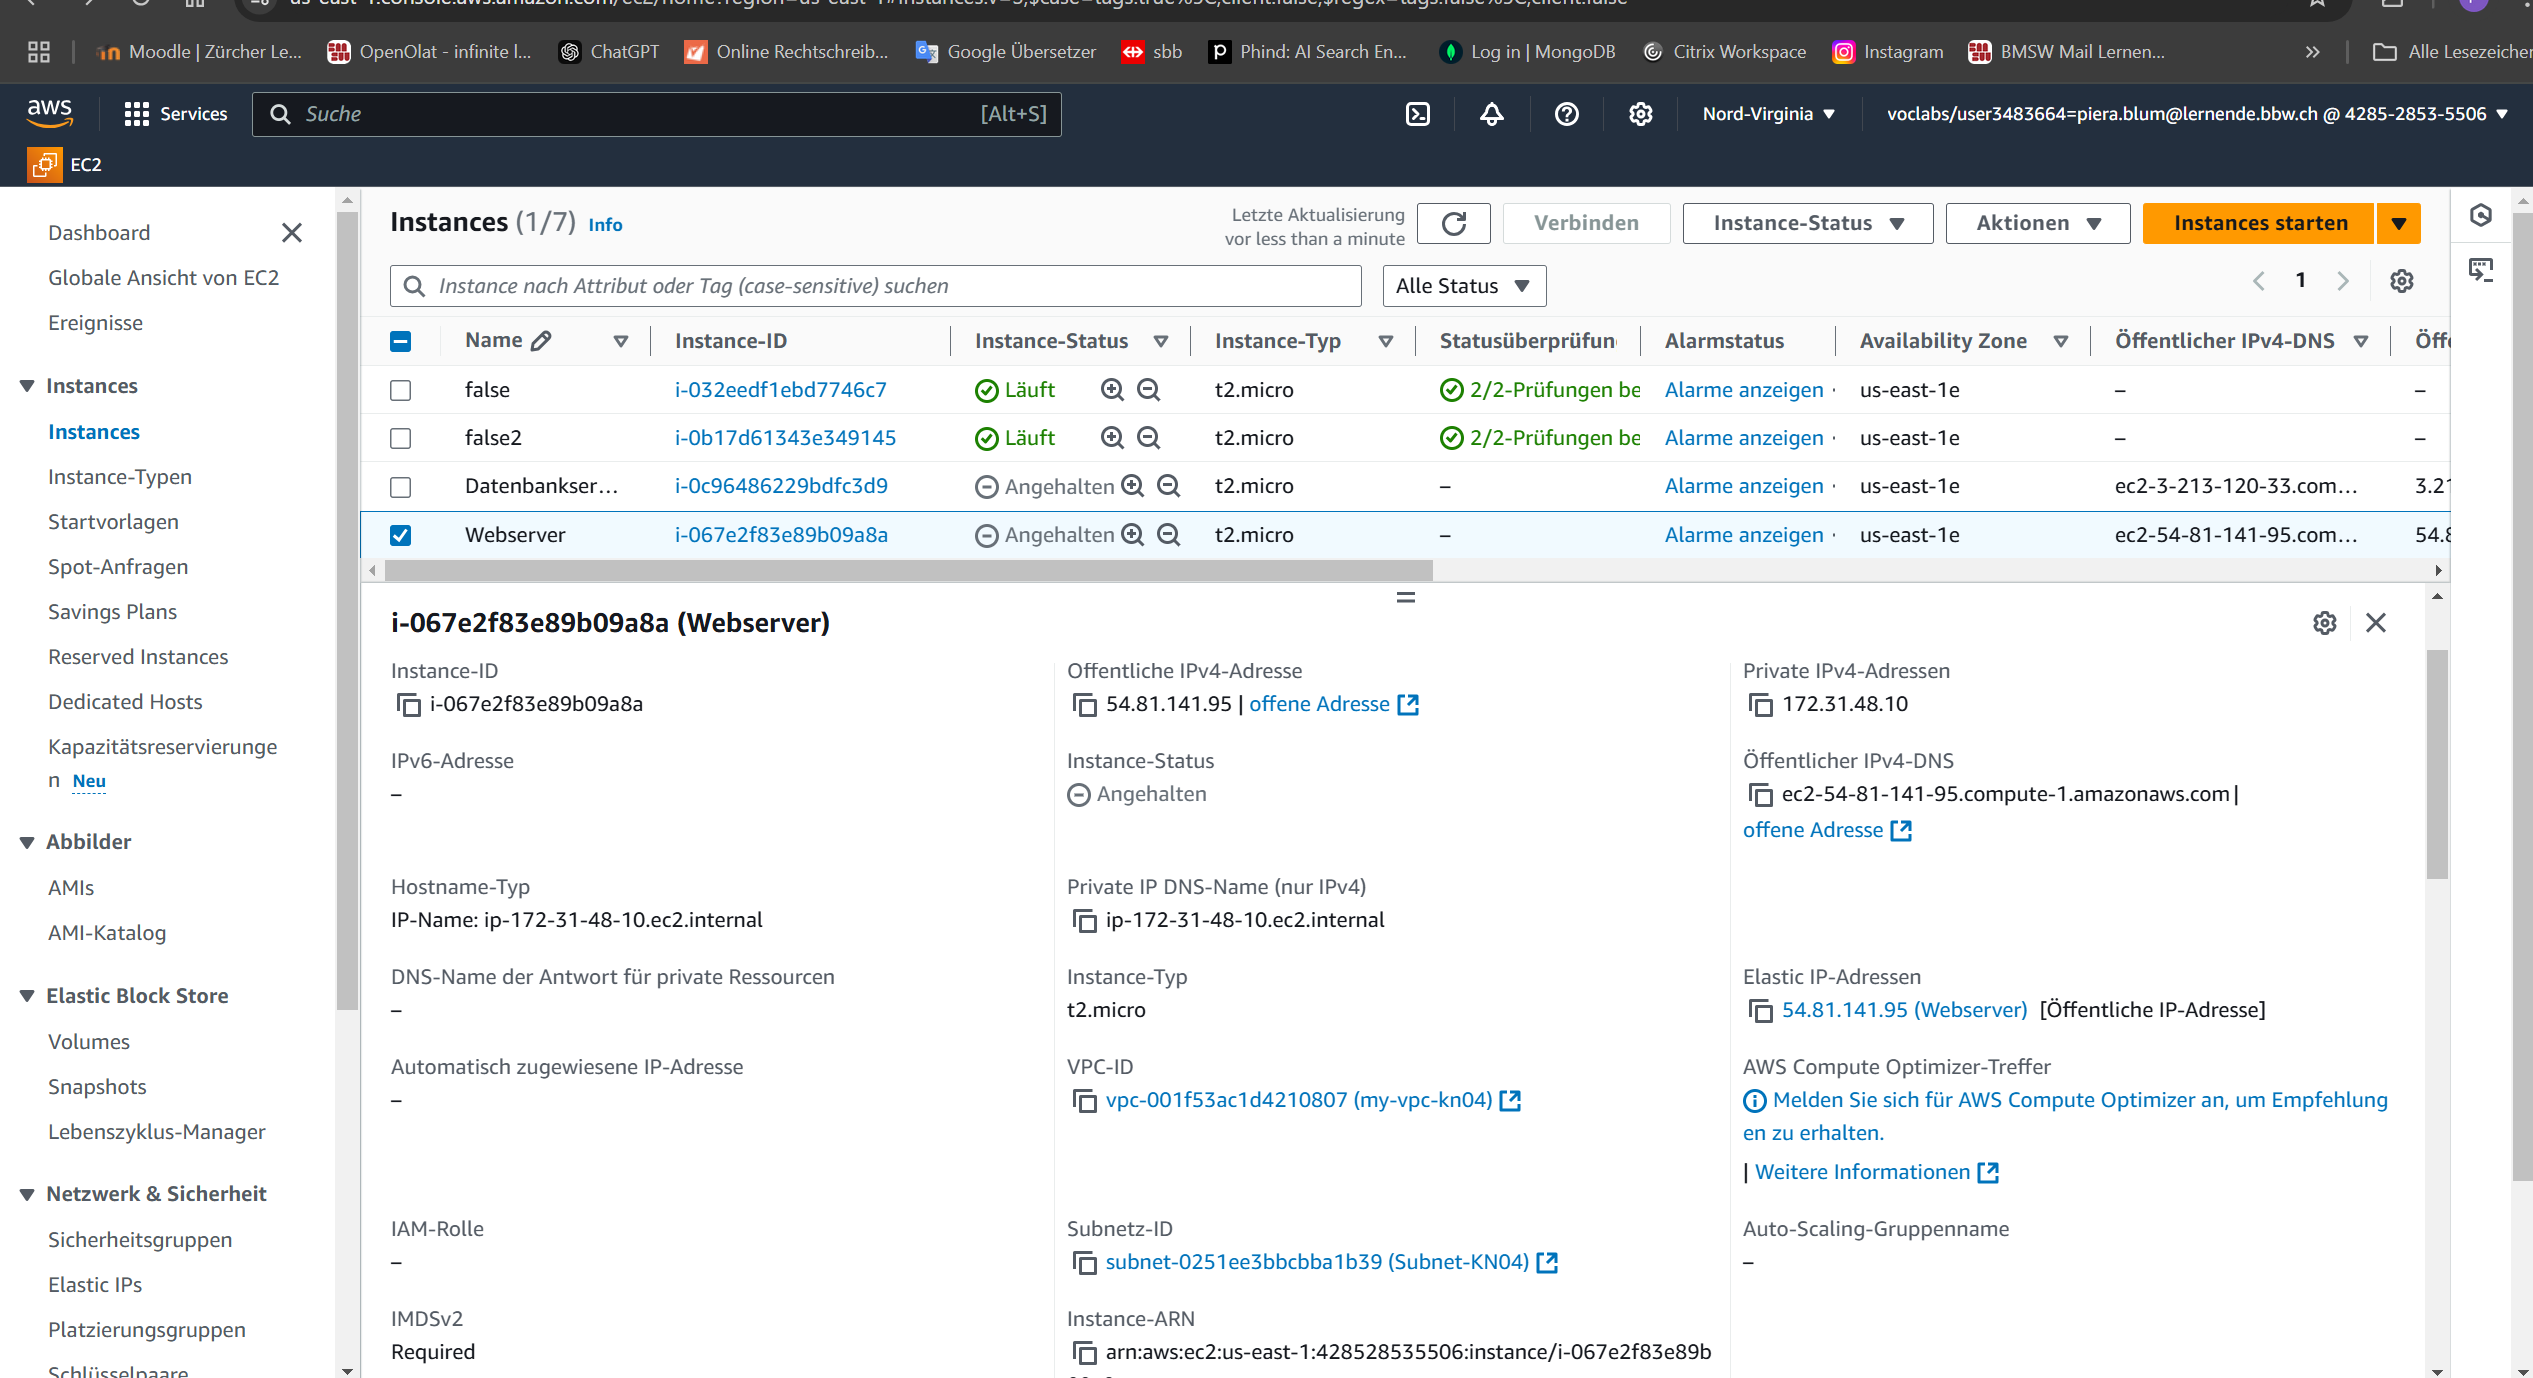 Moodle | Zürcher Le...
OpenOlat - infinite l...
ChatGPT
Online Rechtschreib...
Google Übersetzer
sbb
Phind: AI Search En...
Log in | MongoDB
Citrix Workspace
Instagram
BMSW Mail Lernen...
Alle Lesezeichen
aws
Services
Suche
[Alt+S]
Nord-Virginia
voclabs/user3483664=piera.blum@lernende.bbw.ch @ 4285-2853-5506
EC2
Dashboard
Globale Ansicht von EC2
Ereignisse
Instances
Instances
Instance-Typen
Startvorlagen
Spot-Anfragen
Savings Plans
Reserved Instances
Dedicated Hosts
Kapazitätsreservierunge
n Neu
Abbilder
AMIs
AMI-Katalog
Elastic Block Store
Volumes
Snapshots
Lebenszyklus-Manager
Netzwerk & Sicherheit
Sicherheitsgruppen
Elastic IPs
Platzierungsgruppen
Schlüsselpaare
Instances (1/7) Info
Letzte Aktualisierung
vor less than a minute
Verbinden
Instance-Status
Aktionen
Instances starten
Instance nach Attribut oder Tag (case-sensitive) suchen
Alle Status
1
Name Instance-ID Instance-Status Instance-Typ Statusüberprüfun Alarmstatus Availability Zone Öffentlicher IPv4-DNS Öffe
false i-032eedf1ebd7746c7 Läuft t2.micro 2/2-Prüfungen be Alarme anzeigen us-east-1e – –
false2 i-0b17d61343e349145 Läuft t2.micro 2/2-Prüfungen be Alarme anzeigen us-east-1e – –
Datenbankser... i-0c96486229bdfc3d9 Angehalten t2.micro – Alarme anzeigen us-east-1e ec2-3-213-120-33.com... 3.21
Webserver i-067e2f83e89b09a8a Angehalten t2.micro – Alarme anzeigen us-east-1e ec2-54-81-141-95.com... 54.8
i-067e2f83e89b09a8a (Webserver)
Instance-ID
i-067e2f83e89b09a8a
Öffentliche IPv4-Adresse
54.81.141.95 | offene Adresse
Private IPv4-Adressen
172.31.48.10
IPv6-Adresse
–
Instance-Status
Angehalten
Öffentlicher IPv4-DNS
ec2-54-81-141-95.compute-1.amazonaws.com |
offene Adresse
Hostname-Typ
IP-Name: ip-172-31-48-10.ec2.internal
Private IP DNS-Name (nur IPv4)
ip-172-31-48-10.ec2.internal
DNS-Name der Antwort für private Ressourcen
–
Instance-Typ
t2.micro
Elastic IP-Adressen
54.81.141.95 (Webserver) [Öffentliche IP-Adresse]
Automatisch zugewiesene IP-Adresse
–
VPC-ID
vpc-001f53ac1d4210807 (my-vpc-kn04)
AWS Compute Optimizer-Treffer
Melden Sie sich für AWS Compute Optimizer an, um Empfehlung
en zu erhalten.
| Weitere Informationen
IAM-Rolle
–
Subnetz-ID
subnet-0251ee3bbcbba1b39 (Subnet-KN04)
Auto-Scaling-Gruppenname
–
IMDSv2
Required
Instance-ARN
arn:aws:ec2:us-east-1:428528535506:instance/i-067e2f83e89b